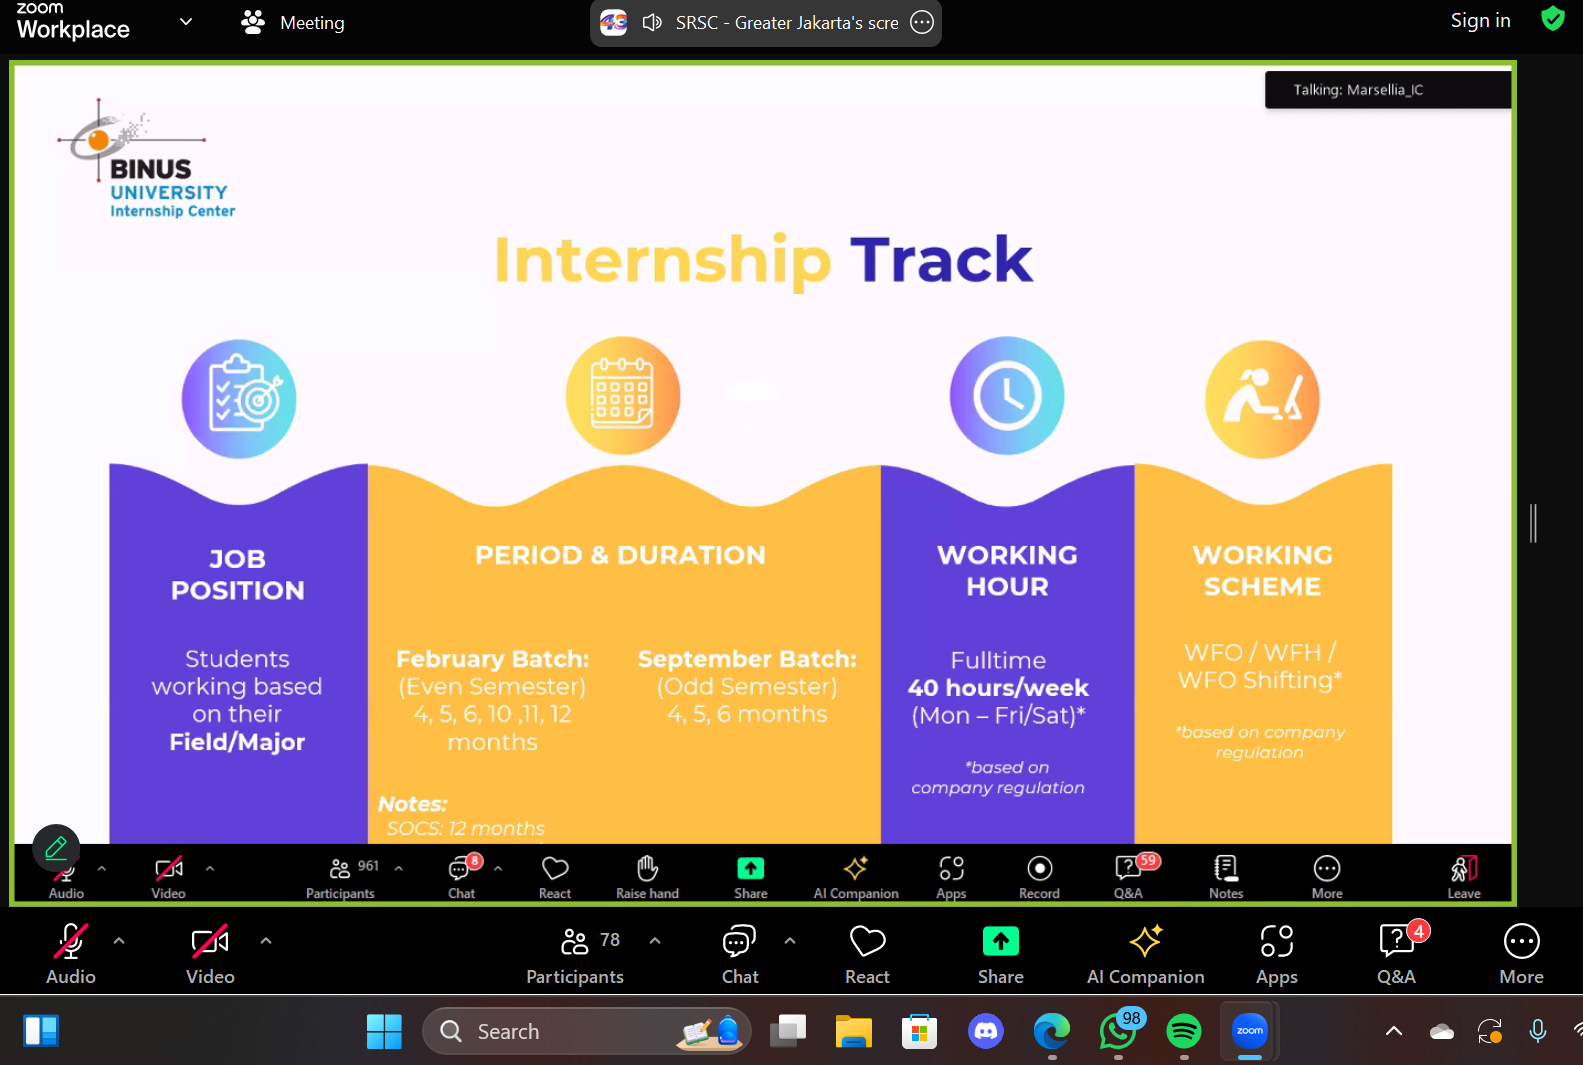 zoom
Workplace
Meeting
SRSC - Greater Jakarta's scre
Sign in
Talking: Marsellia_IC
BINUS
UNIVERSITY
Internship Center
Internship Track
JOB
POSITION
Students
working based
on their
Field/Major
PERIOD & DURATION
February Batch:
(Even Semester)
4, 5, 6, 10 ,11, 12
months
September Batch:
(Odd Semester)
4, 5, 6 months
Notes:
SOCS: 12 months
WORKING
HOUR
Fulltime
40 hours/week
(Mon – Fri/Sat)*
*based on
company regulation
WORKING
SCHEME
WFO / WFH /
WFO Shifting*
*based on company
regulation
Audio
Video
961
Participants
8
Chat
React
Raise hand
Share
AI Companion
Apps
Record
59
Q&A
Notes
More
Leave
Audio
Video
78
Participants
Chat
React
Share
AI Companion
Apps
4
Q&A
More
Search
98
zoom